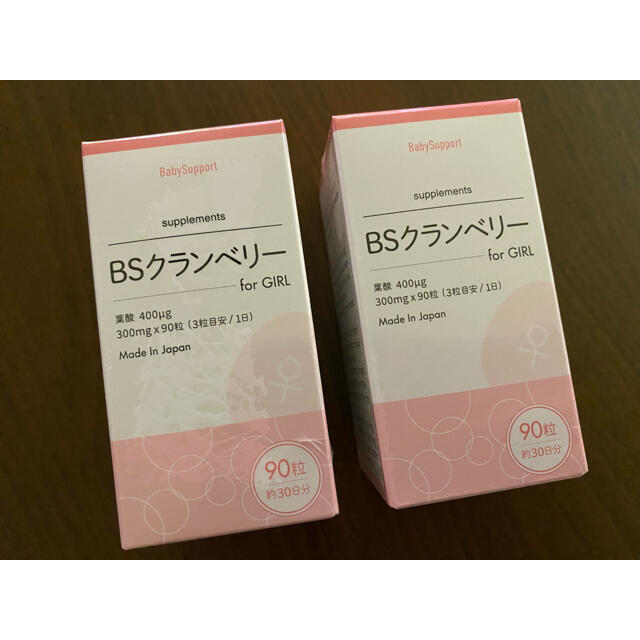 BabySupport
supplements
BSクランベリー
for GIRL
葉酸 400μg
300mg x 90粒 (3粒目安 / 1日)
Made In Japan
90粒
約30日分
BabySupport
supplements
BSクランベリー
for GIRL
葉酸 400μg
300mg x 90粒 (3粒目安 / 1日)
Made In Japan
90粒
約30日分